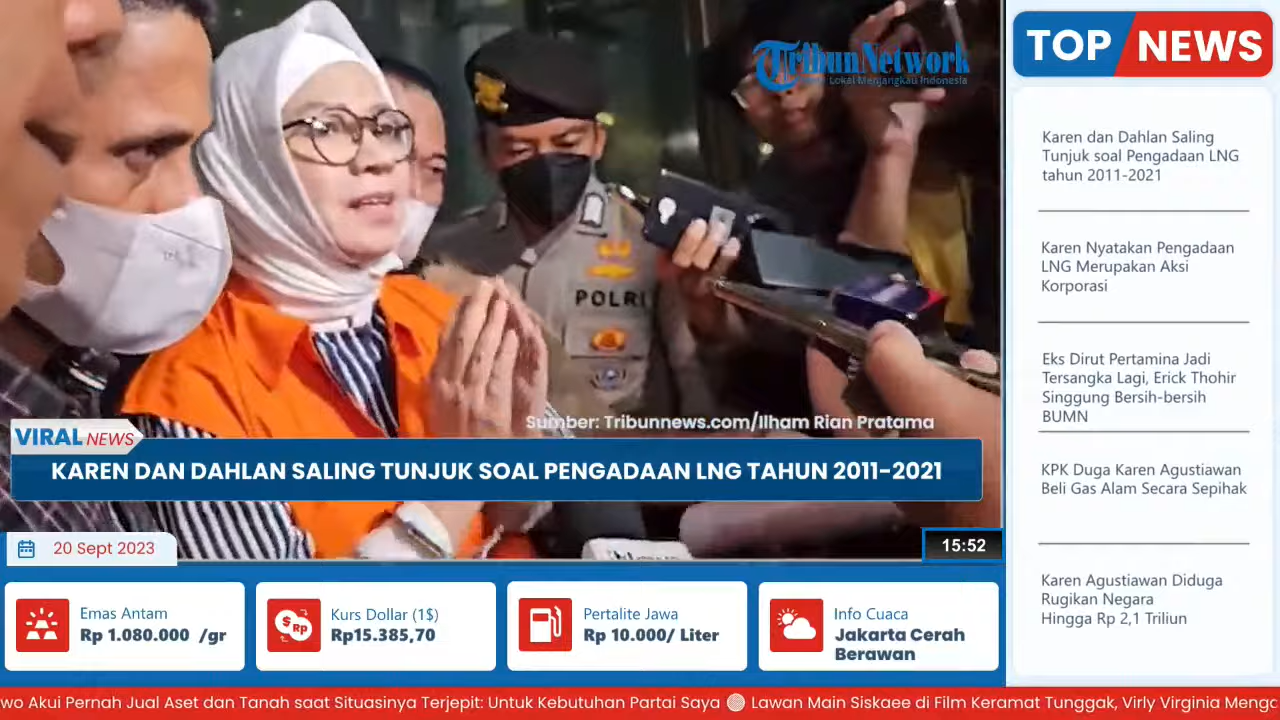 TribunNetwork
Lokal Menjangkau Indonesia
POLRI
Sumber: Tribunnews.com/Ilham Rian Pratama
VIRAL NEWS
KAREN DAN DAHLAN SALING TUNJUK SOAL PENGADAAN LNG TAHUN 2011-2021
20 Sept 2023
15:52
Emas Antam
Rp 1.080.000 /gr
Kurs Dollar (1$)
Rp15.385,70
Pertalite Jawa
Rp 10.000/ Liter
Info Cuaca
Jakarta Cerah
Berawan
TOP NEWS
Karen dan Dahlan Saling
Tunjuk soal Pengadaan LNG
tahun 2011-2021
Karen Nyatakan Pengadaan
LNG Merupakan Aksi
Korporasi
Eks Dirut Pertamina Jadi
Tersangka Lagi, Erick Thohir
Singgung Bersih-bersih
BUMN
KPK Duga Karen Agustiawan
Beli Gas Alam Secara Sepihak
Karen Agustiawan Diduga
Rugikan Negara
Hingga Rp 2,1 Triliun
wo Akui Pernah Jual Aset dan Tanah saat Situasinya Terjepit: Untuk Kebutuhan Partai Saya Lawan Main Siskaee di Film Keramat Tunggak, Virly Virginia Menga